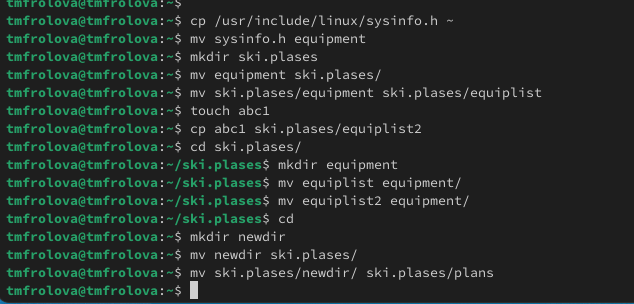 tmfrolova@tmfrolova:~$
tmfrolova@tmfrolova:~$ cp /usr/include/linux/sysinfo.h ~
tmfrolova@tmfrolova:~$ mv sysinfo.h equipment
tmfrolova@tmfrolova:~$ mkdir ski.plases
tmfrolova@tmfrolova:~$ mv equipment ski.plases/
tmfrolova@tmfrolova:~$ mv ski.plases/equipment ski.plases/equiplist
tmfrolova@tmfrolova:~$ touch abc1
tmfrolova@tmfrolova:~$ cp abc1 ski.plases/equiplist2
tmfrolova@tmfrolova:~$ cd ski.plases/
tmfrolova@tmfrolova:~/ski.plases$ mkdir equipment
tmfrolova@tmfrolova:~/ski.plases$ mv equiplist equipment/
tmfrolova@tmfrolova:~/ski.plases$ mv equiplist2 equipment/
tmfrolova@tmfrolova:~/ski.plases$ cd
tmfrolova@tmfrolova:~$ mkdir newdir
tmfrolova@tmfrolova:~$ mv newdir ski.plases/
tmfrolova@tmfrolova:~$ mv ski.plases/newdir/ ski.plases/plans
tmfrolova@tmfrolova:~$